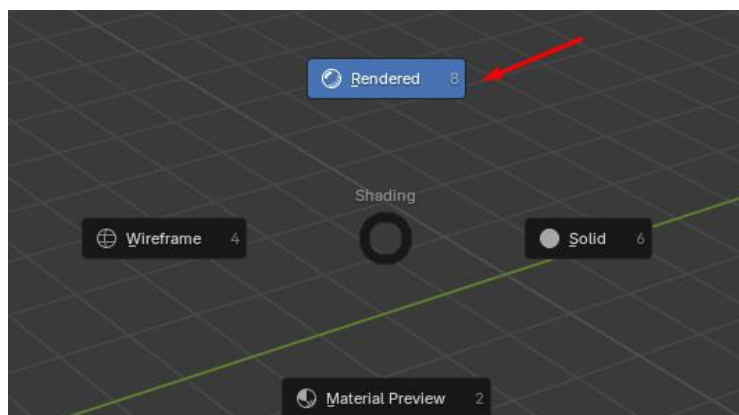 Rendered 8
Shading
Wireframe 4
Solid 6
Material Preview 2